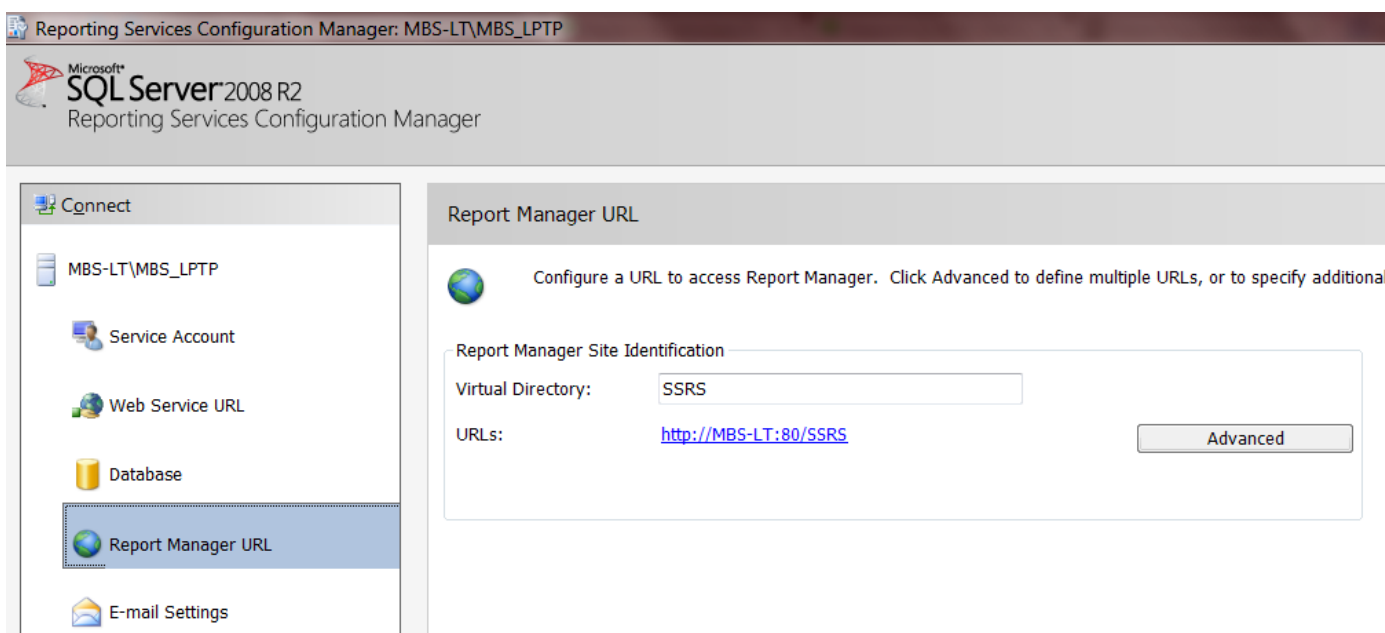 Reporting Services Configuration Manager: MBS-LT\MBS_LPTP
Microsoft®
SQL Server® 2008 R2
Reporting Services Configuration Manager
Connect
MBS-LT\MBS_LPTP
Service Account
Web Service URL
Database
Report Manager URL
E-mail Settings
Report Manager URL
Configure a URL to access Report Manager. Click Advanced to define multiple URLs, or to specify additional
Report Manager Site Identification
Virtual Directory: SSRS
URLs: http://MBS-LT:80/SSRS Advanced